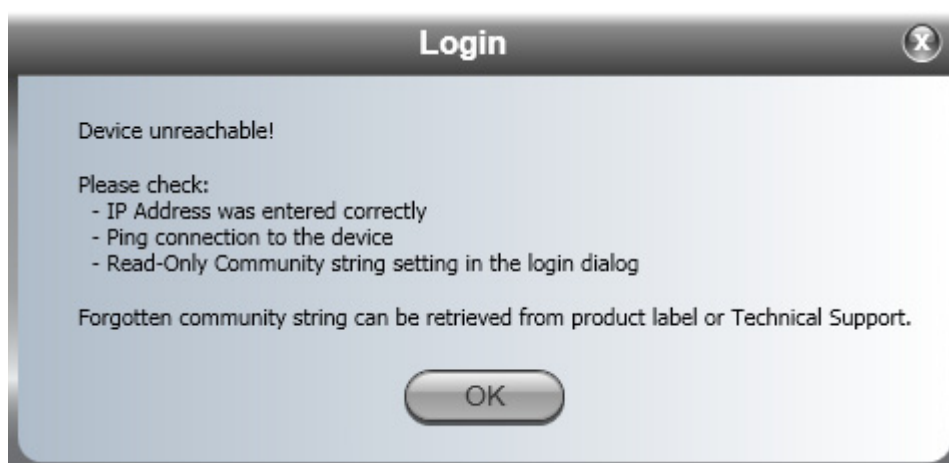 Login
X
Device unreachable!
Please check:
- IP Address was entered correctly
- Ping connection to the device
- Read-Only Community string setting in the login dialog
Forgotten community string can be retrieved from product label or Technical Support.
OK